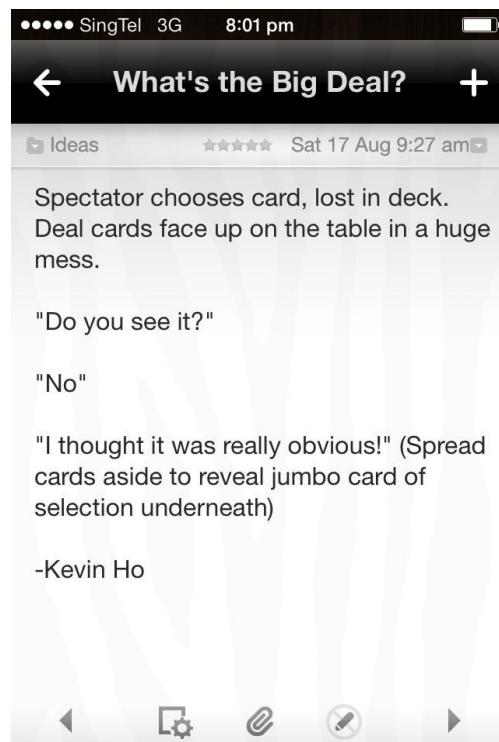 SingTel 3G 8:01 pm
What's the Big Deal?
Ideas Sat 17 Aug 9:27 am
Spectator chooses card, lost in deck.
Deal cards face up on the table in a huge
mess.
"Do you see it?"
"No"
"I thought it was really obvious!" (Spread
cards aside to reveal jumbo card of
selection underneath)
-Kevin Ho